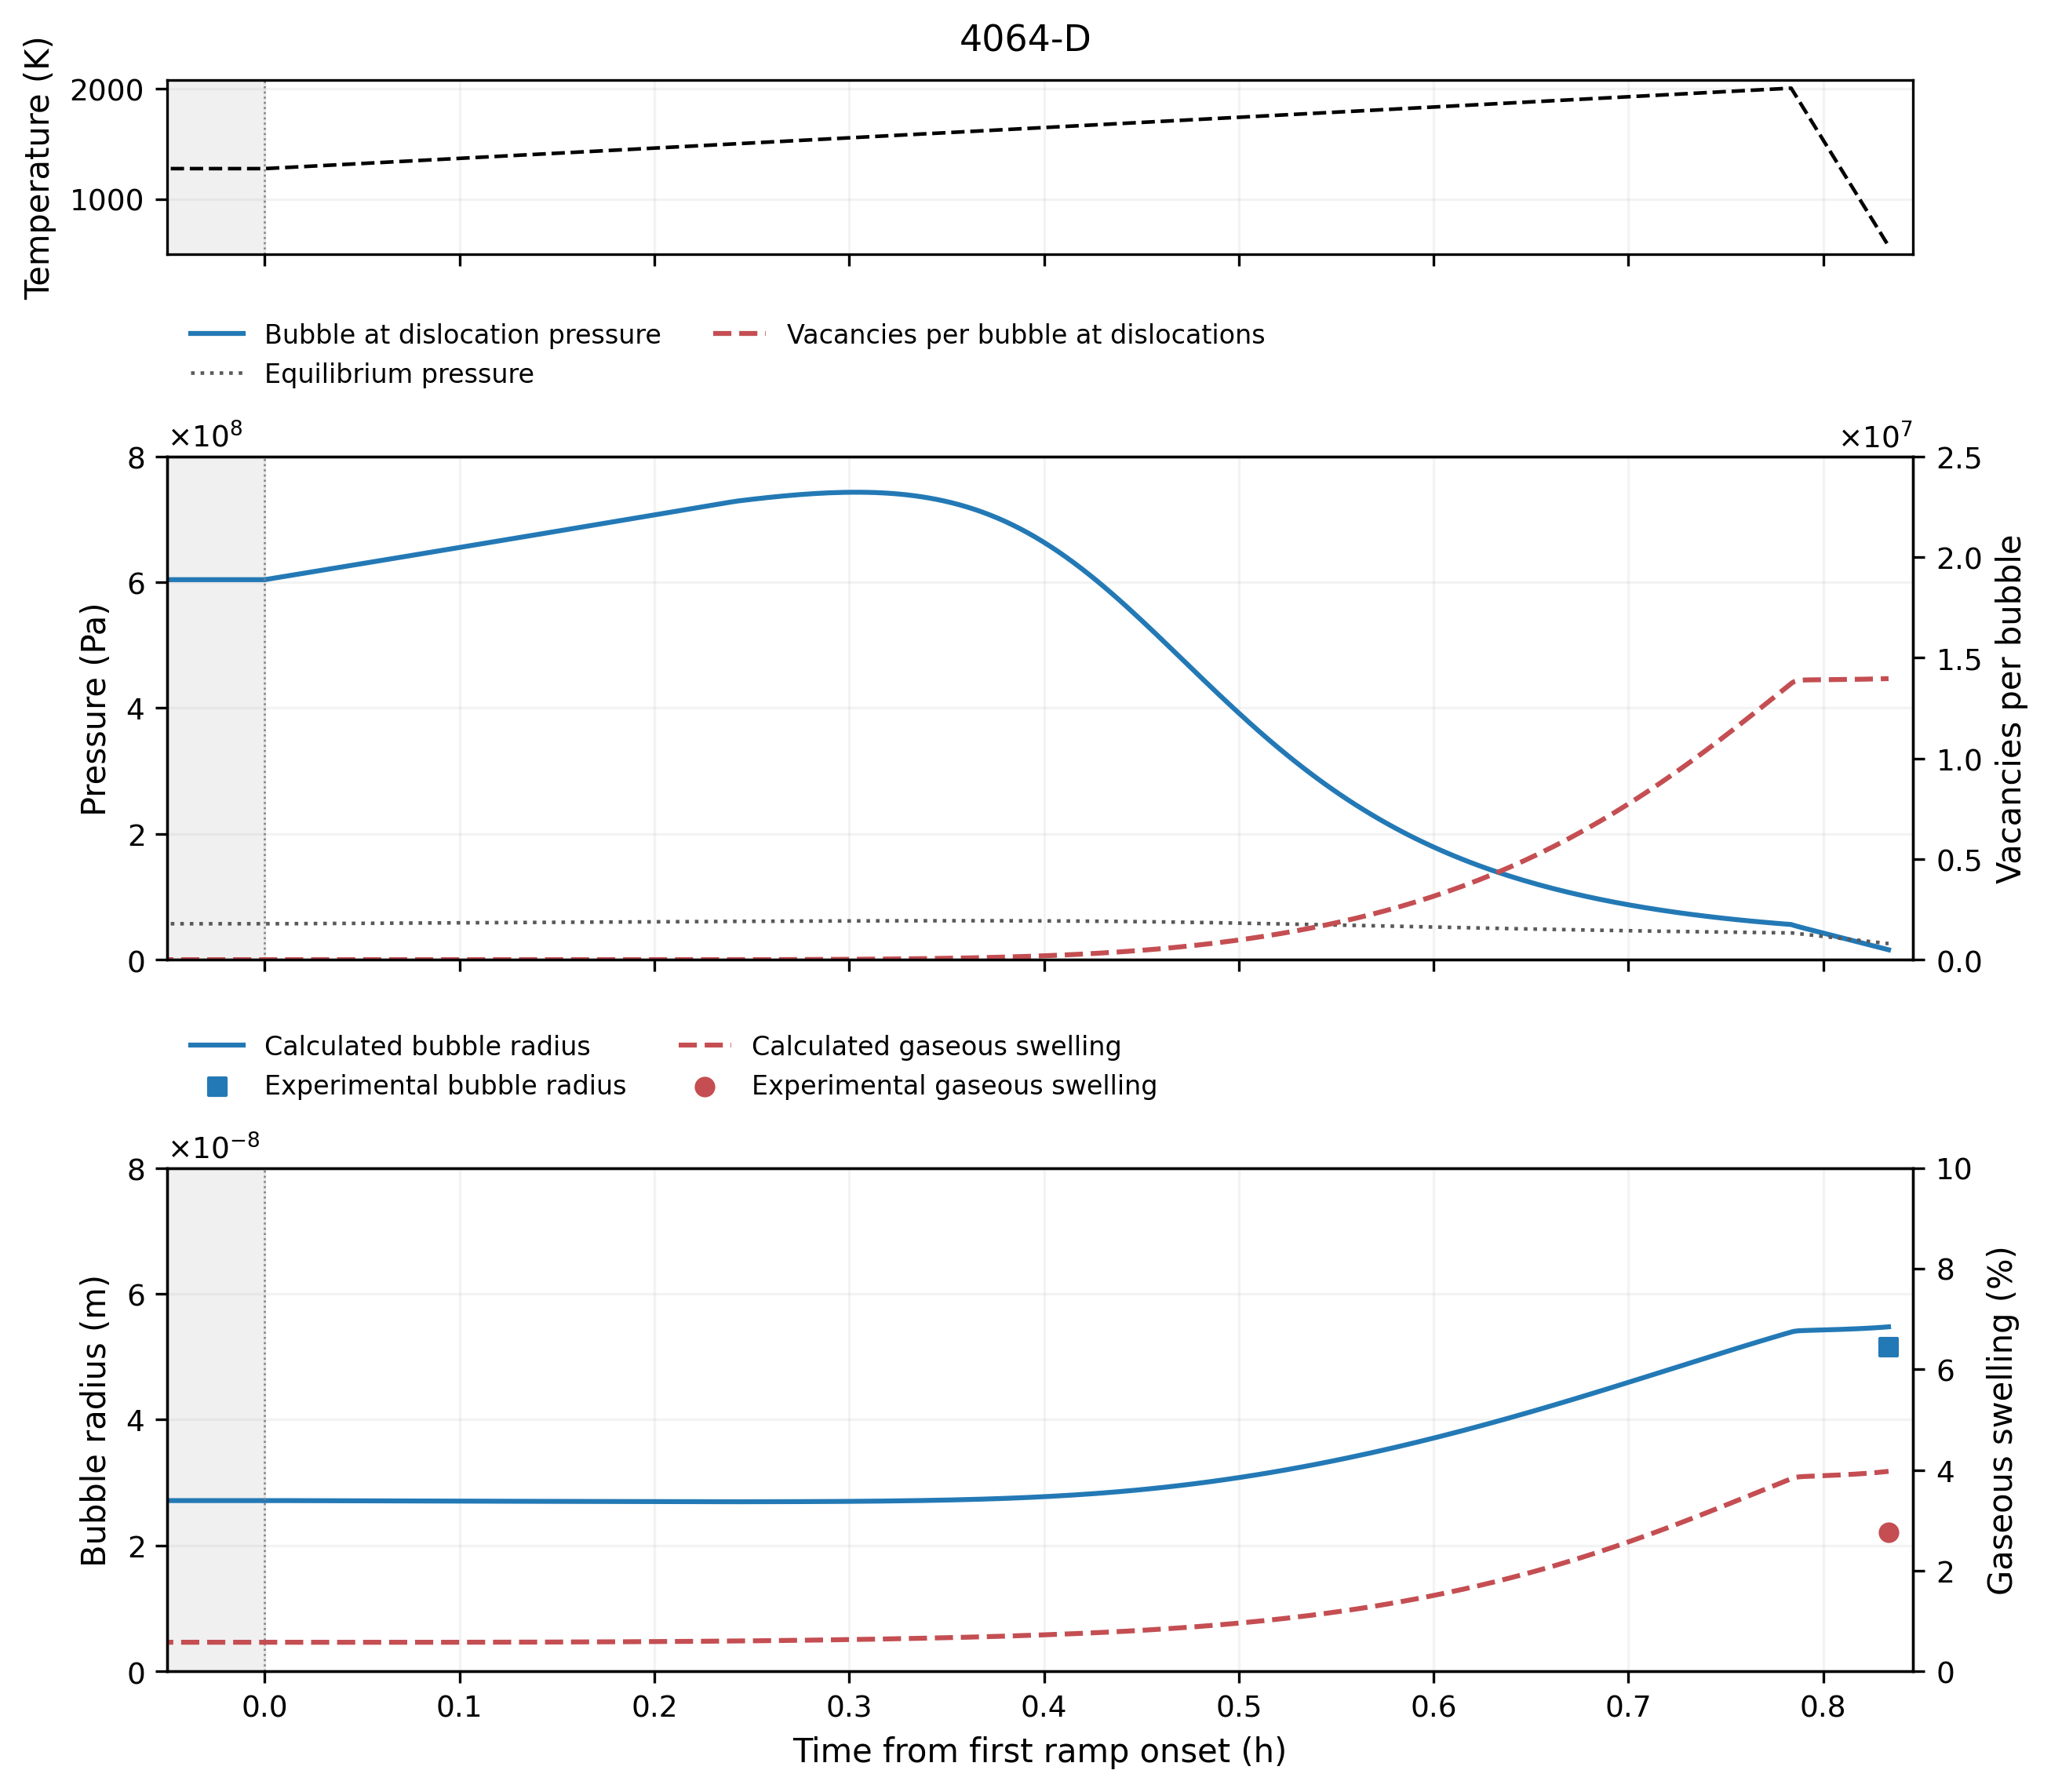 4064-D
Temperature (K)
2000
1000
Bubble at dislocation pressure
Vacancies per bubble at dislocations
Equilibrium pressure
×10⁸
×10⁷
Pressure (Pa)
8
6
4
2
0
2.5
2.0
1.5
1.0
0.5
0.0
Vacancies per bubble
Calculated bubble radius
Calculated gaseous swelling
Experimental bubble radius
Experimental gaseous swelling
×10⁻⁸
Bubble radius (m)
8
6
4
2
0
10
8
6
4
2
0
Gaseous swelling (%)
0.0 0.1 0.2 0.3 0.4 0.5 0.6 0.7 0.8
Time from first ramp onset (h)